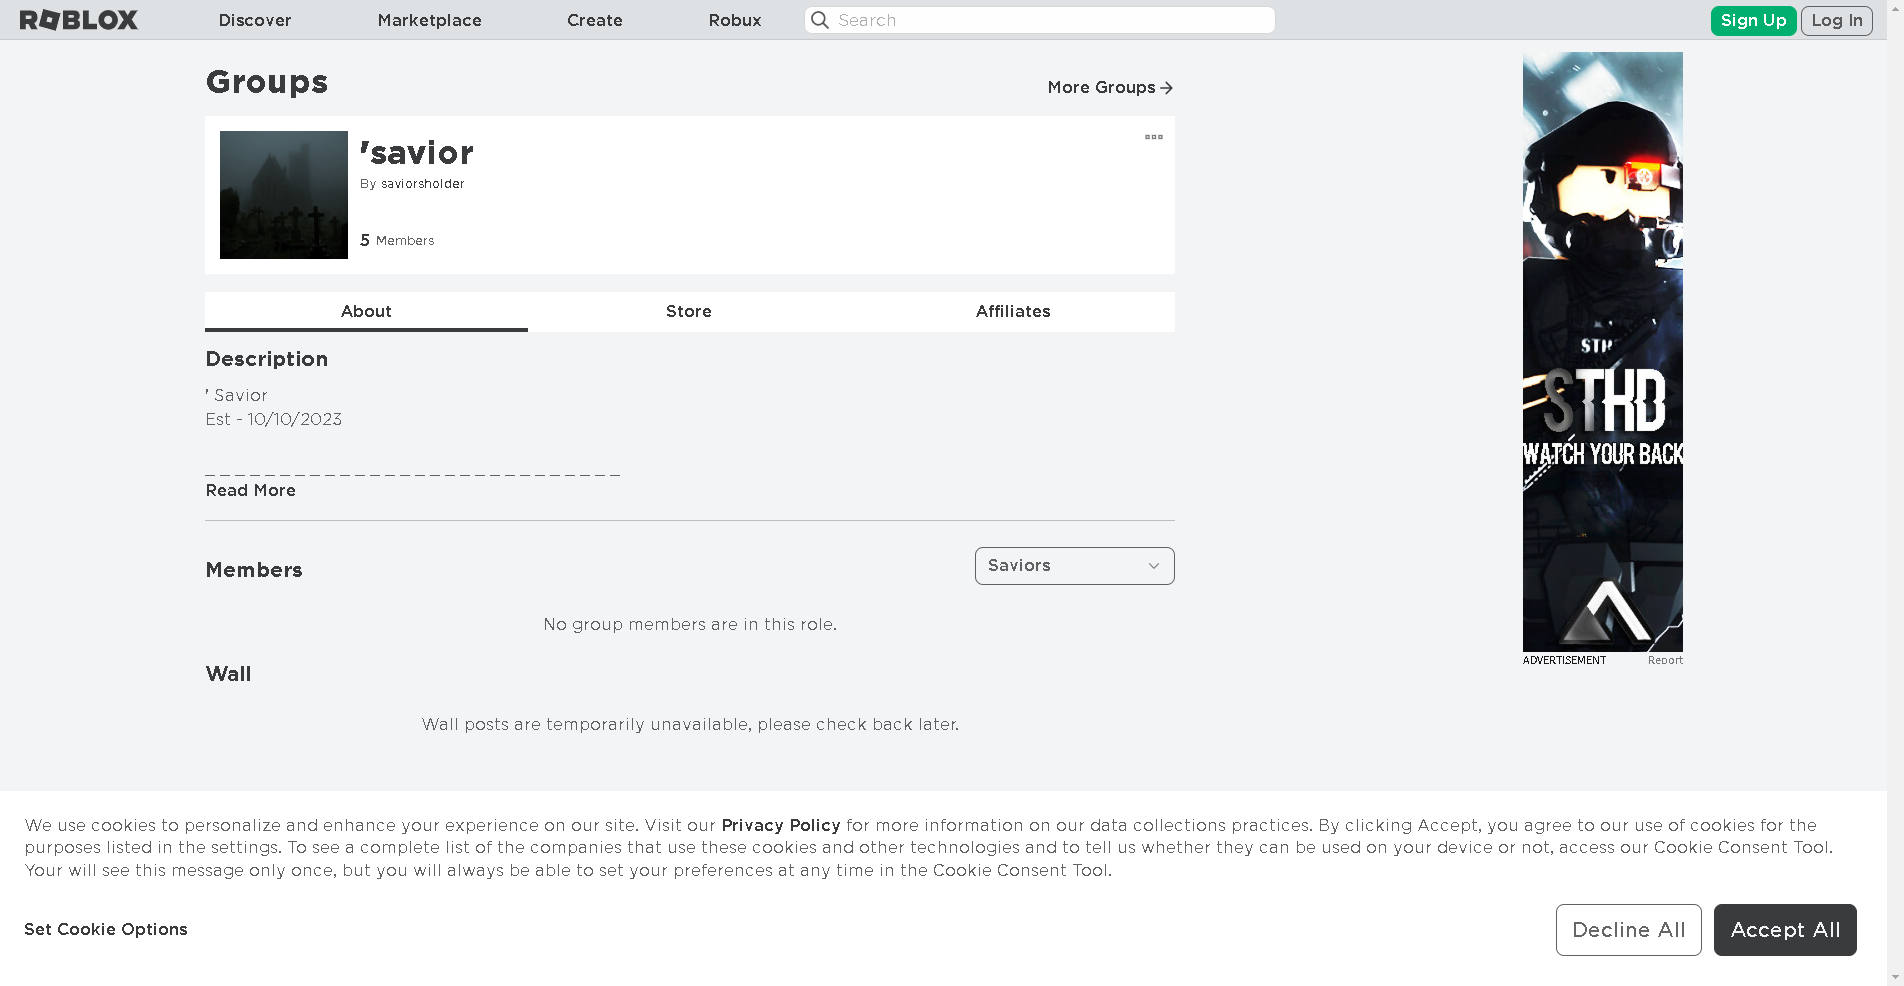 ROBLOX Discover Marketplace Create Robux Search Sign Up Log In
Groups
More Groups
'savior
By saviorsholder
5 Members
About Store Affiliates
Description
' Savior
Est - 10/10/2023
_ _ _ _ _ _ _ _ _ _ _ _ _ _ _ _ _ _ _ _ _ _ _ _ _ _ _ _
Read More
Members
Saviors
No group members are in this role.
Wall
Wall posts are temporarily unavailable, please check back later.
STHD
WATCH YOUR BACK
ADVERTISEMENT Report
We use cookies to personalize and enhance your experience on our site. Visit our Privacy Policy for more information on our data collections practices. By clicking Accept, you agree to our use of cookies for the
purposes listed in the settings. To see a complete list of the companies that use these cookies and other technologies and to tell us whether they can be used on your device or not, access our Cookie Consent Tool.
Your will see this message only once, but you will always be able to set your preferences at any time in the Cookie Consent Tool.
Set Cookie Options
Decline All
Accept All